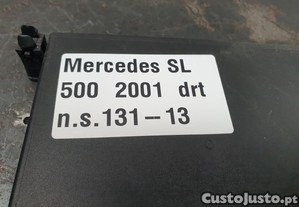 Mercedes SL
500 2001 drt
n.s.131-13
CustoJusto.pt